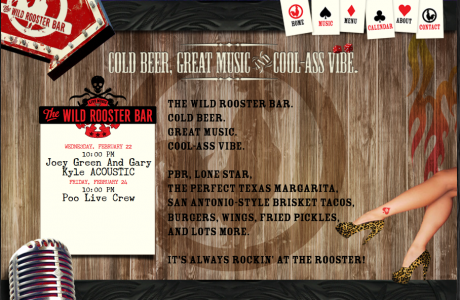 The WILD ROOSTER BAR
HOME
MUSIC
MENU
CALENDAR
ABOUT
CONTACT
COLD BEER, GREAT MUSIC AND COOL-ASS VIBE.
The WILD ROOSTER BAR
WEDNESDAY, FEBRUARY 22
10:00 PM
Joey Green And Gary
Kyle ACOUSTIC
FRIDAY, FEBRUARY 24
10:00 PM
Poo Live Crew
THE WILD ROOSTER BAR.
COLD BEER.
GREAT MUSIC.
COOL-ASS VIBE.
PBR, LONE STAR,
THE PERFECT TEXAS MARGARITA,
SAN ANTONIO-STYLE BRISKET TACOS,
BURGERS, WINGS, FRIED PICKLES,
AND LOTS MORE.
IT'S ALWAYS ROCKIN' AT THE ROOSTER!